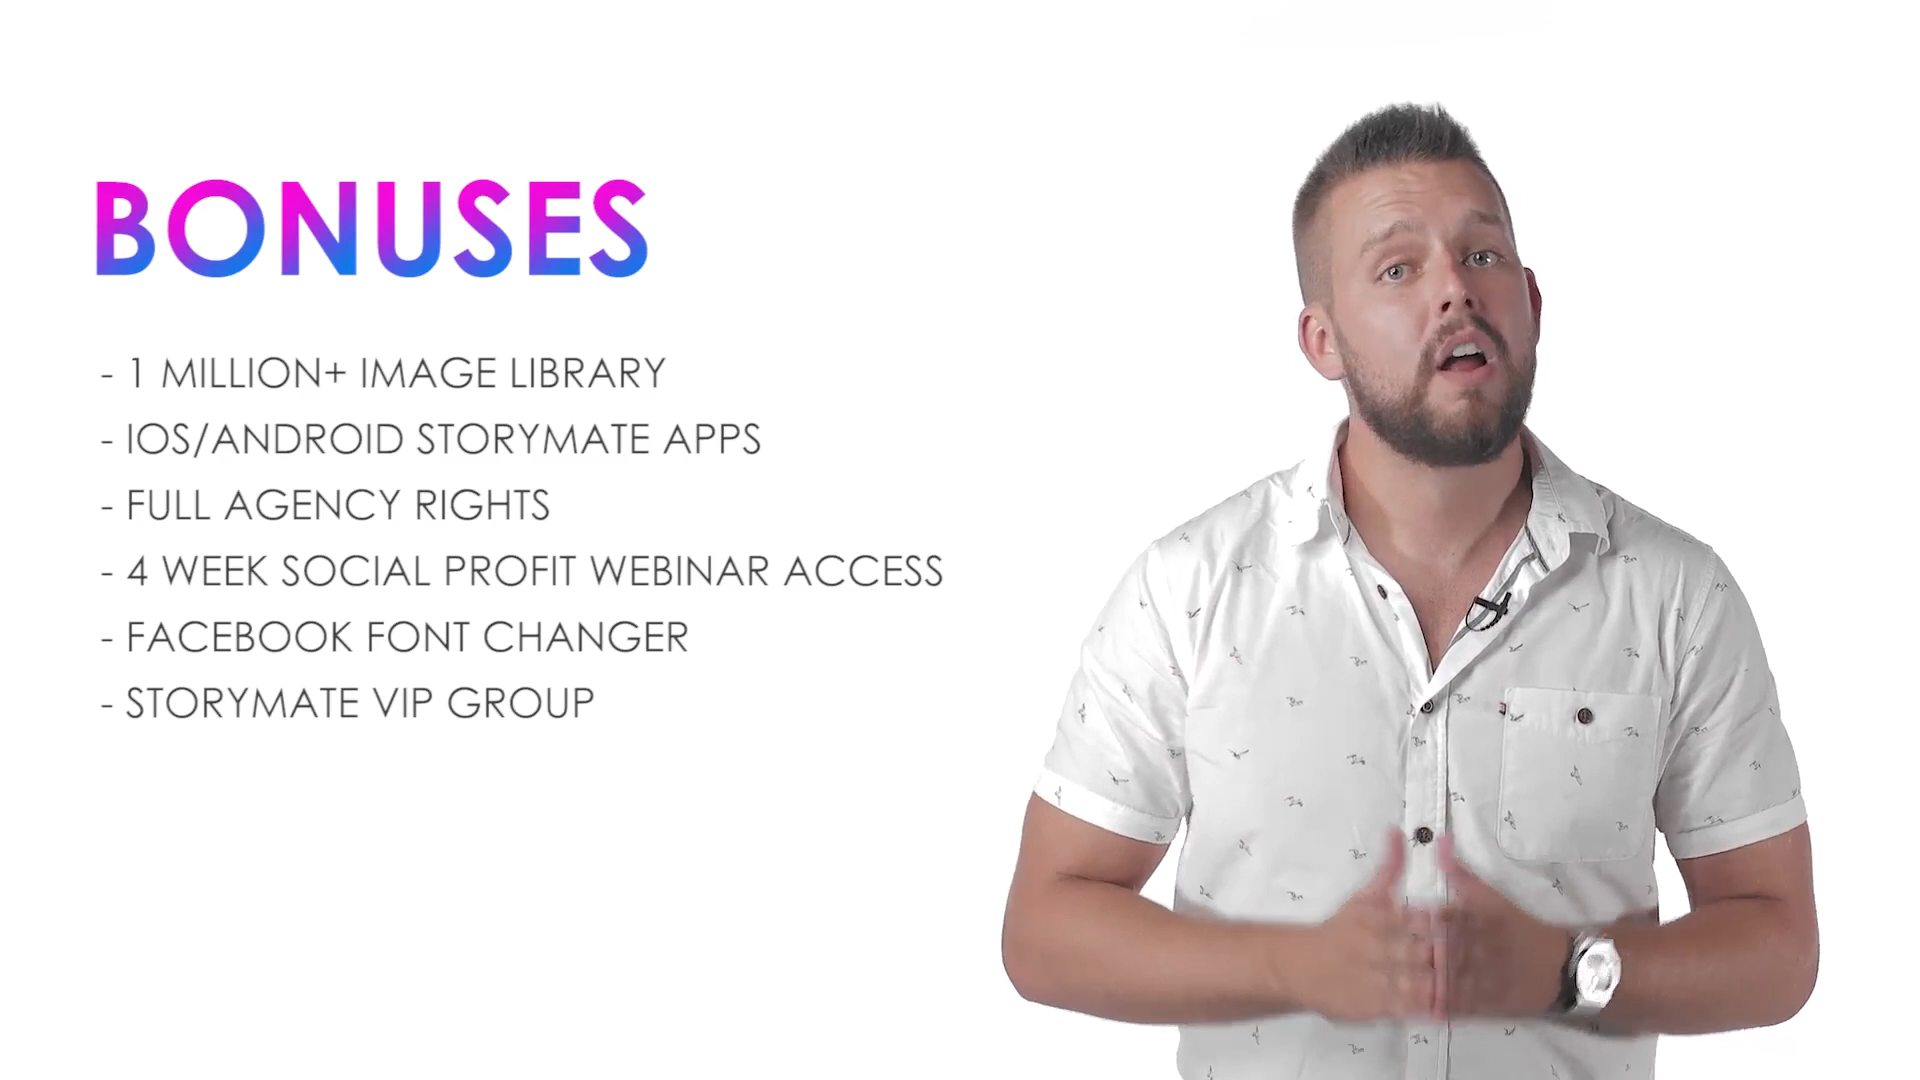 BONUSES
- 1 MILLION+ IMAGE LIBRARY
- IOS/ANDROID STORYMATE APPS
- FULL AGENCY RIGHTS
- 4 WEEK SOCIAL PROFIT WEBINAR ACCESS
- FACEBOOK FONT CHANGER
- STORYMATE VIP GROUP